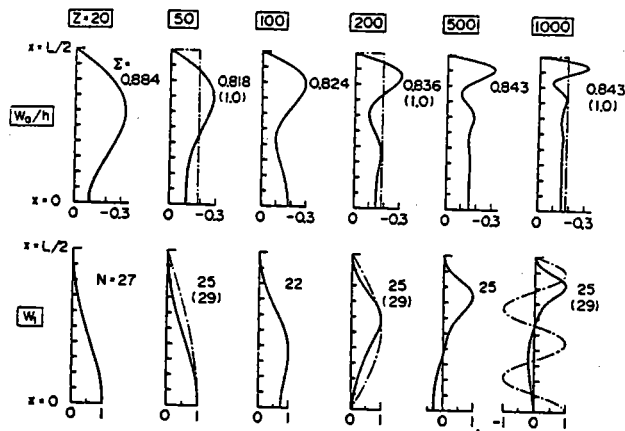 Z=20 50 100 200 500 1000
x=L/2
Σ=
0.884 0.818 0.824 0.836 0.843 0.843
(1.0) (1.0) (1.0)
W₀/h
x=0
0 -0.3 0 -0.3 0 -0.3 0 -0.3 0 -0.3 0 -0.3
x=L/2
N=27 25 22 25 25 25
(29) (29) (29)
W₁
x=0
0 1 0 1 0 1 0 1 0 1 -1 0 1